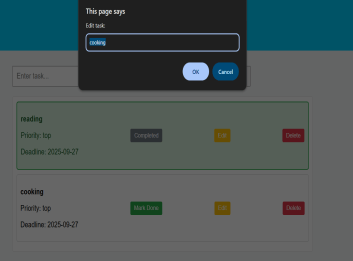 This page says
Edit task:
cooking
OK
Cancel
Enter task...
reading
Priority: top
Completed
Edit
Delete
Deadline: 2025-09-27
cooking
Priority: top
Mark Done
Edit
Delete
Deadline: 2025-09-27